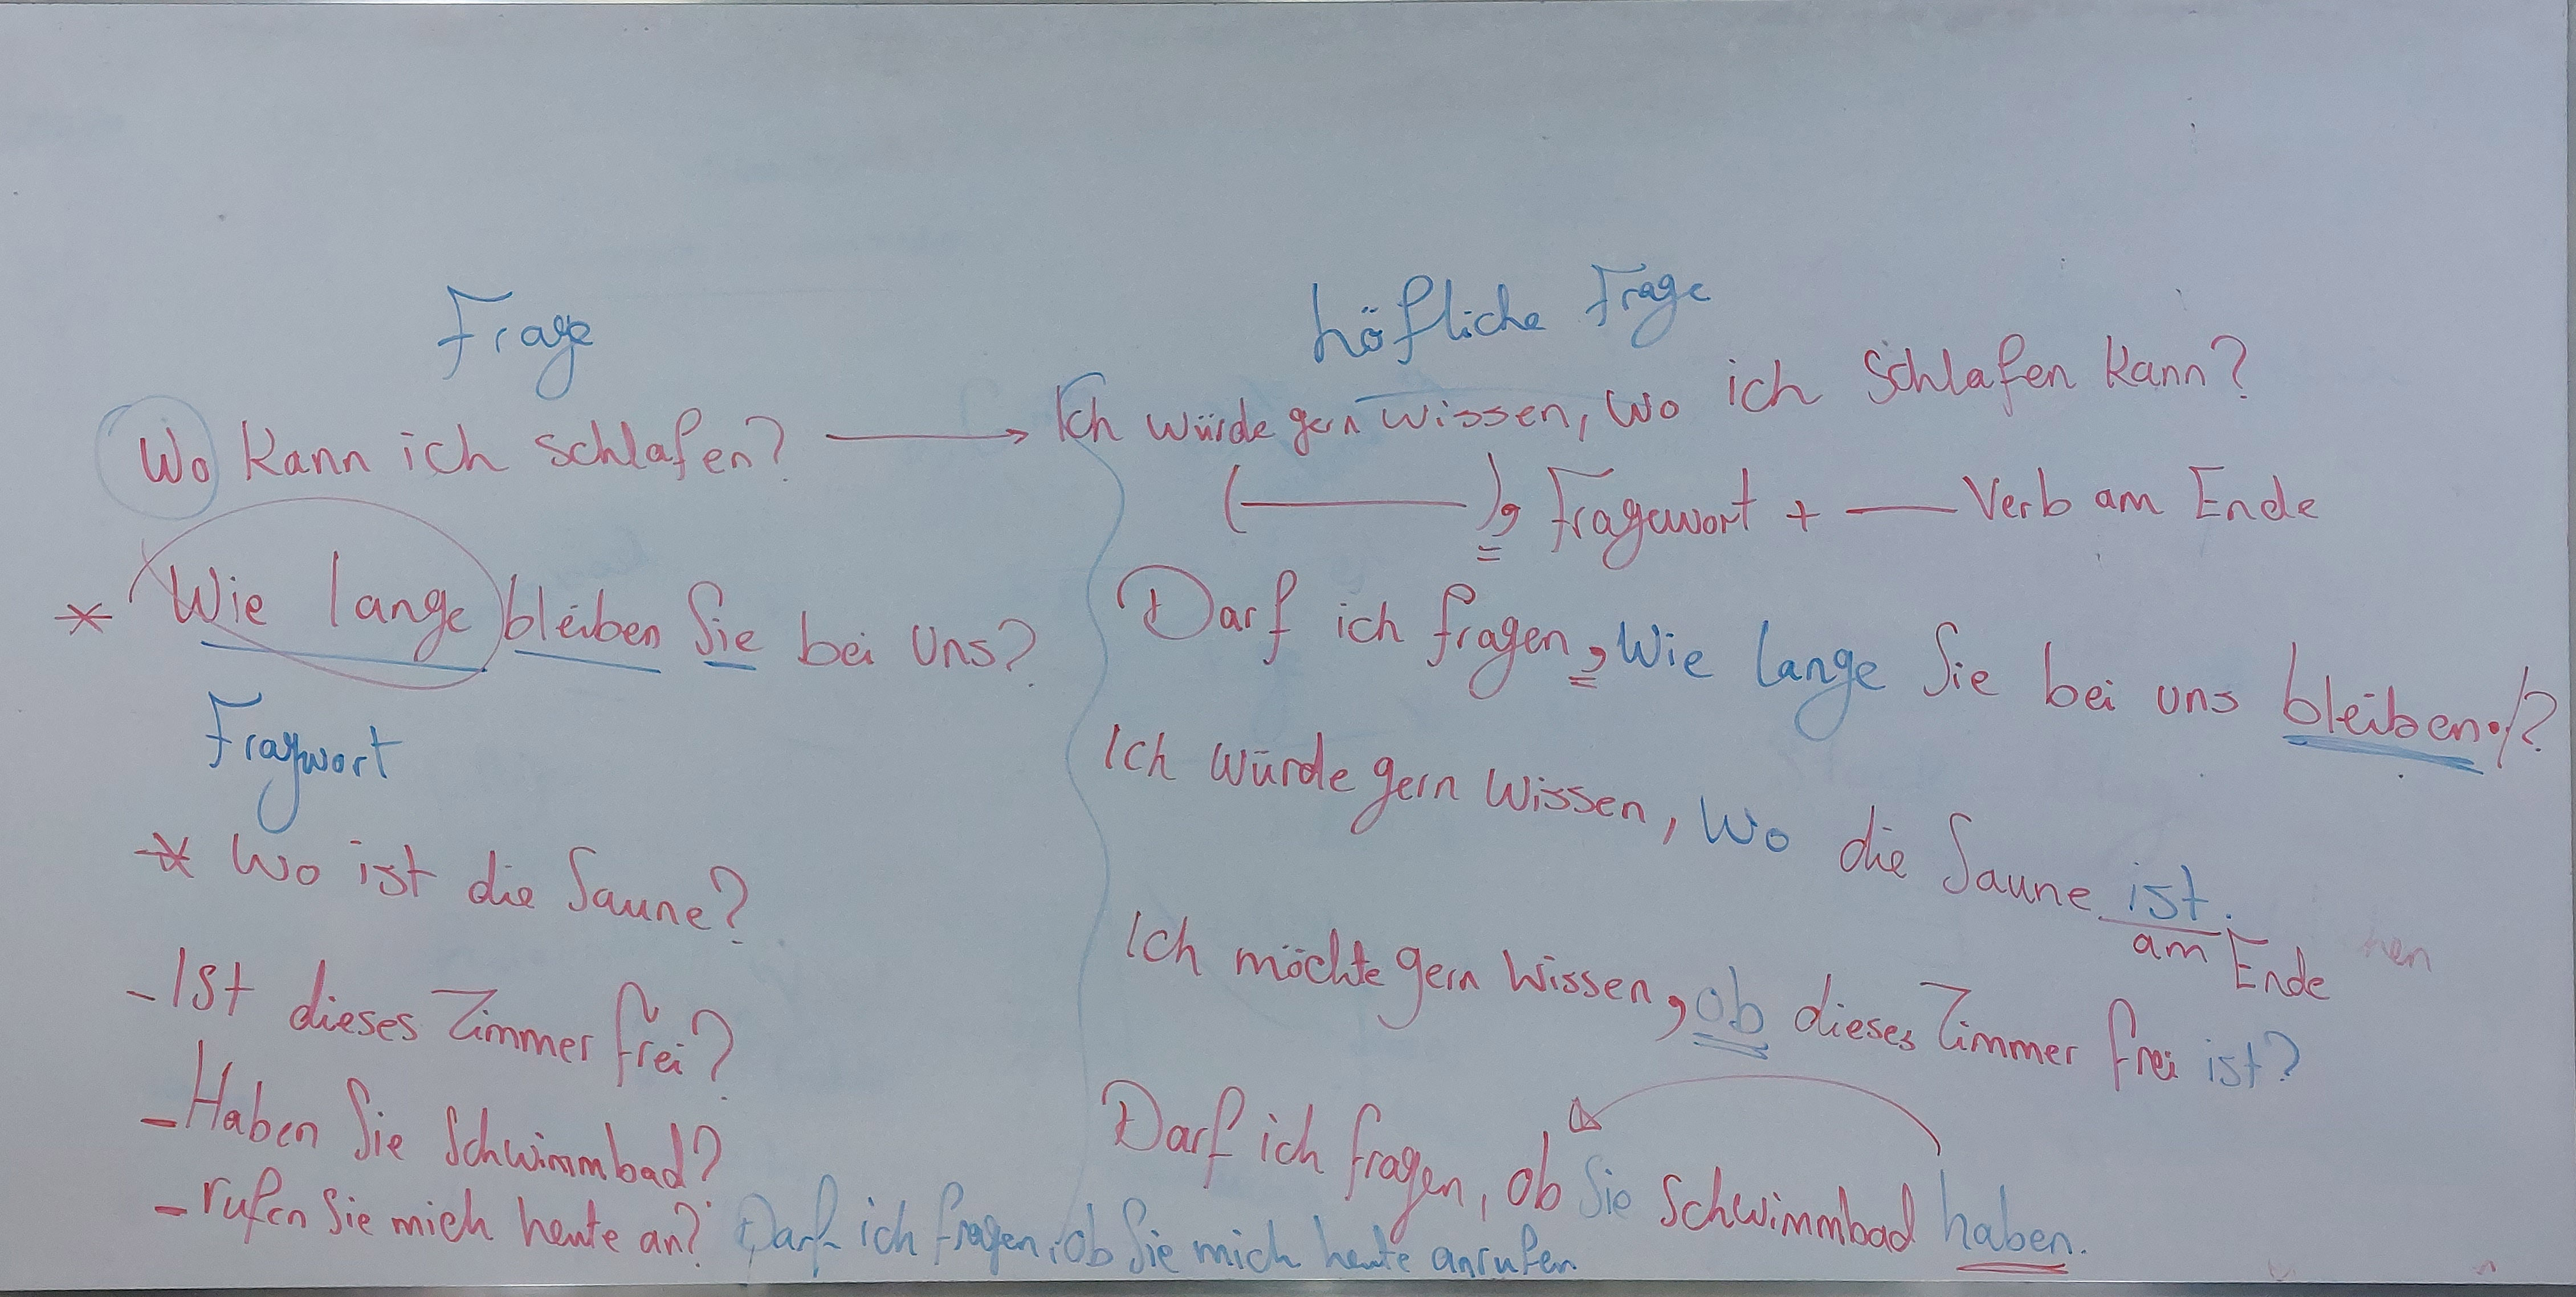 Frage
Wo kann ich schlafen?
* Wie lange bleiben Sie bei uns?
Fragwort
* Wo ist die Saune?
- Ist dieses Zimmer frei?
- Haben Sie Schwimmbad?
- rufen Sie mich heute an? Darf ich fragen, ob Sie mich heute anrufen
höfliche Frage
Ich würde gern wissen, wo ich schlafen kann?
( ), Fragewort + — Verb am Ende
Darf ich fragen, Wie lange Sie bei uns bleiben./?
Ich würde gern wissen, Wo die Saune ist.
am Ende
Ich möchte gern wissen, ob dieses Zimmer frei ist?
Darf ich fragen, ob Sie Schwimmbad haben.